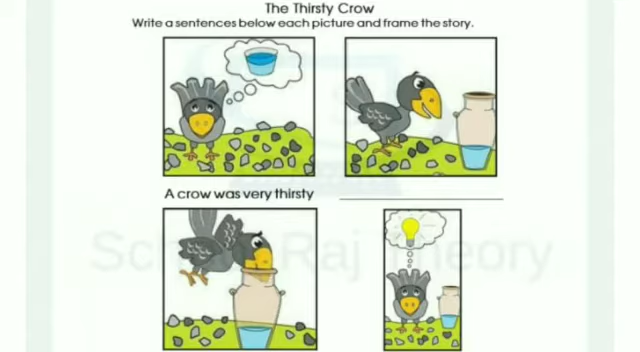 The Thirsty Crow
Write a sentences below each picture and frame the story.
A crow was very thirsty